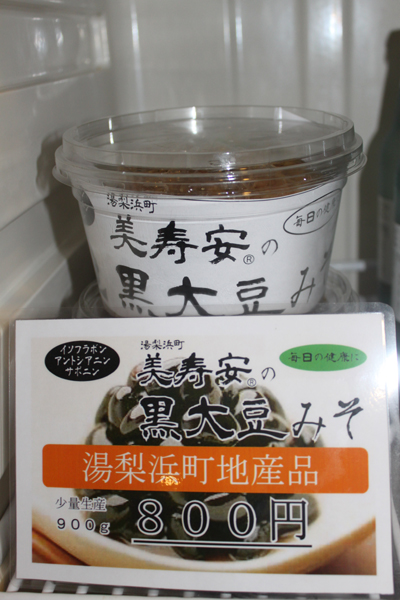 湯梨浜町
美寿安®の
毎日の健康に
黒大豆みそ
イソフラボン
アントシアニン
サポニン
湯梨浜町
美寿安®の
毎日の健康に
黒大豆みそ
湯梨浜町地産品
少量生産
900g
800円